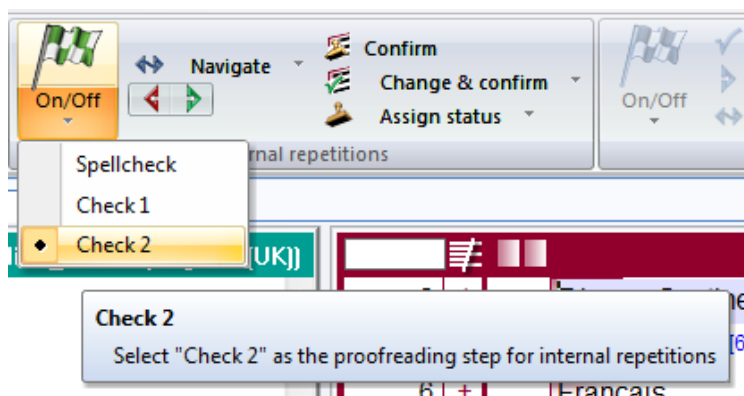 Confirm
Navigate
Change & confirm
On/Off
On/Off
Assign status
repetitions
Spellcheck
Check 1
Check 2
[UK)]
Check 2
Select "Check 2" as the proofreading step for internal repetitions
[6
6 +
Français